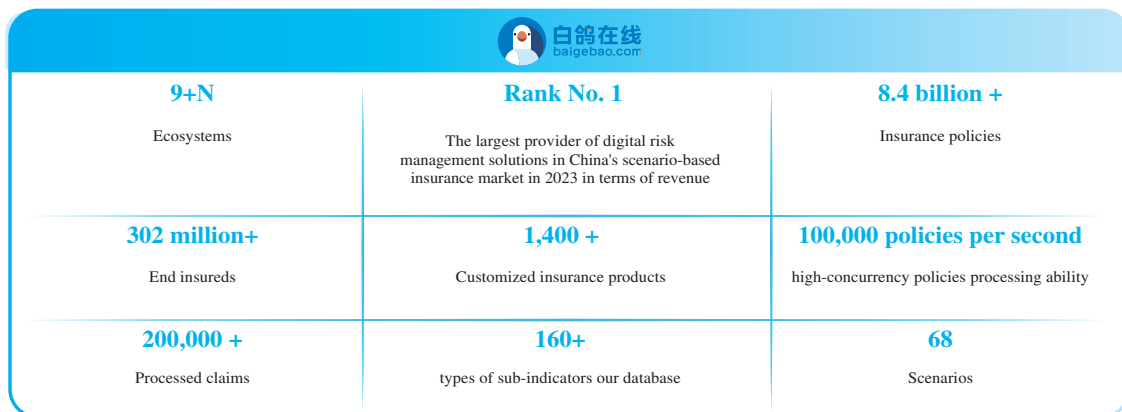 白鸽在线
baigebao.com
9+N
Ecosystems
Rank No. 1
The largest provider of digital risk
management solutions in China's scenario-based
insurance market in 2023 in terms of revenue
8.4 billion +
Insurance policies
302 million+
End insureds
1,400 +
Customized insurance products
100,000 policies per second
high-concurrency policies processing ability
200,000 +
Processed claims
160+
types of sub-indicators our database
68
Scenarios